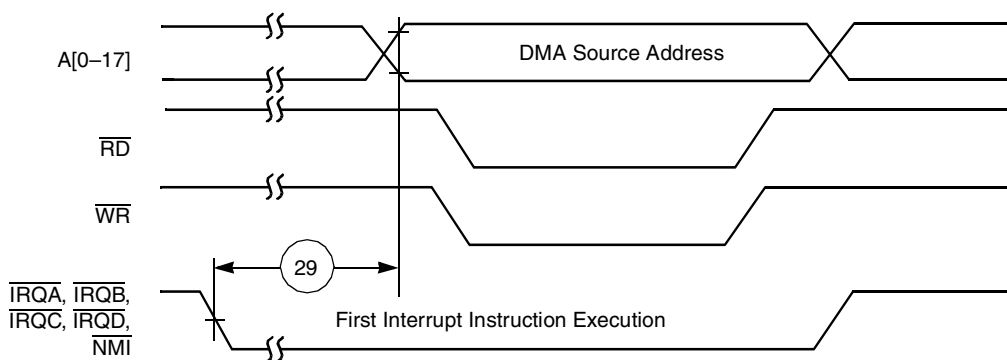 A[0–17]
DMA Source Address
RD
WR
29
IRQA, IRQB,
IRQC, IRQD,
NMI
First Interrupt Instruction Execution